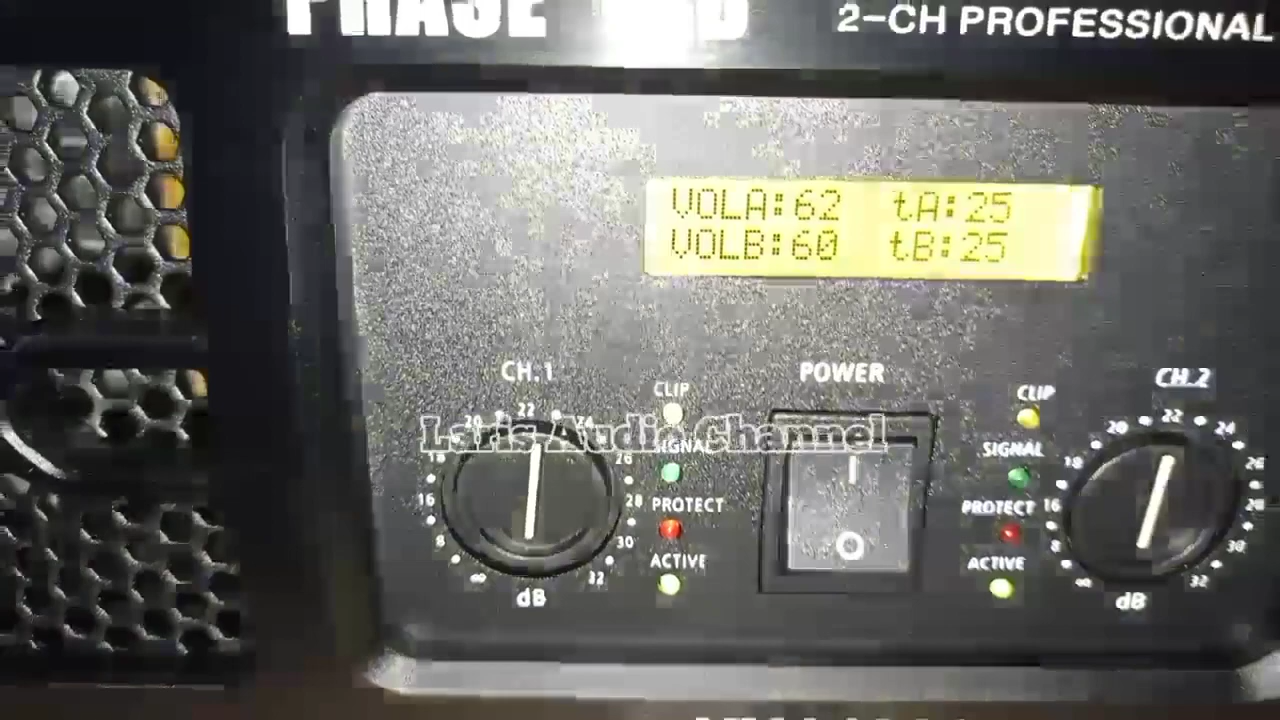 PHASE
2-CH PROFESSIONAL
VOLA:62 tA:25
VOLB:60 tB:25
CH.1
POWER
CH.2
CLIP
CLIP
20 22 24
20 22 24
Laris Audio Channel
SIGNAL
SIGNAL
18 26
18 26
16 28
16 28
PROTECT
PROTECT
8 30
8 30
ACTIVE
ACTIVE
∞ 32
∞ 32
dB
dB